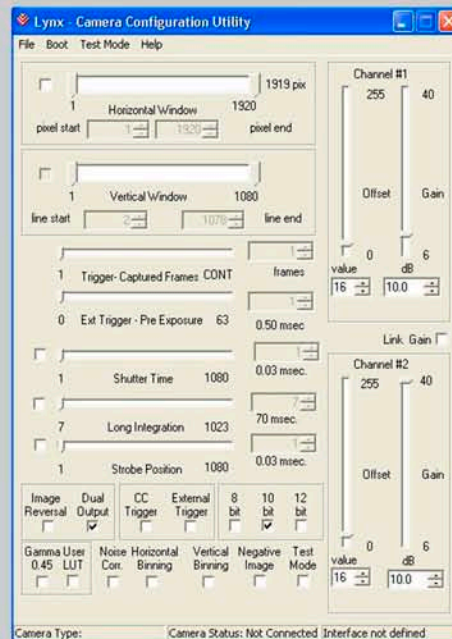 Lynx - Camera Configuration Utility
File Boot Test Mode Help
1919 pix
1 Horizontal Window 1920
pixel start 1 1920 pixel end
1 Vertical Window 1080
line start 2 1078 line end
1 Trigger- Captured Frames CONT 1 frames
0 Ext Trigger - Pre Exposure 63 1 0.50 msec
1 Shutter Time 1080 1 0.03 msec.
7 Long Integration 1023 7 70 msec.
1 Strobe Position 1080 1 0.03 msec.
Image Reversal Dual Output
CC Trigger External Trigger
8 bit 10 bit 12 bit
Gamma 0.45 User LUT
Noise Corr. Horizontal Binning Vertical Binning Negative Image Test Mode
Channel #1
255 40
Offset Gain
0 6
value dB
16 10.0
Link Gain
Channel #2
255 40
Offset Gain
0 6
value dB
16 10.0
Camera Type: Camera Status: Not Connected Interface not defined